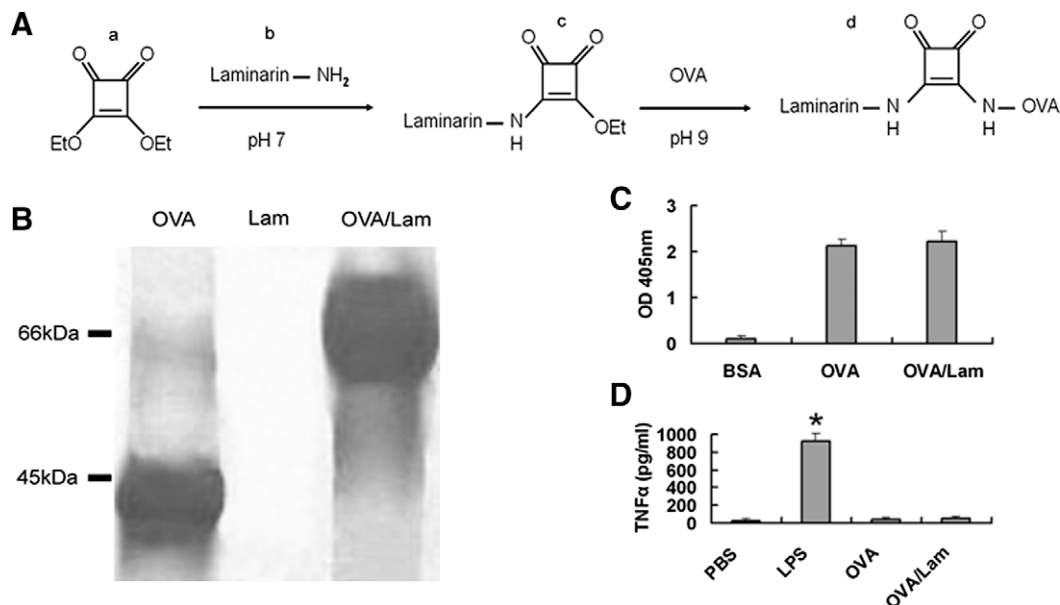 A
a
O O
EtO OEt
b
Laminarin — NH2
pH 7
c
O O
Laminarin — N
H
OEt
OVA
pH 9
d
O O
Laminarin — N N — OVA
H H
B
OVA Lam OVA/Lam
66kDa
45kDa
C
OD 405nm
3
2
1
0
BSA OVA OVA/Lam
D
TNFα (pg/ml)
1000
800
600
400
200
0
*
PBS LPS OVA OVA/Lam